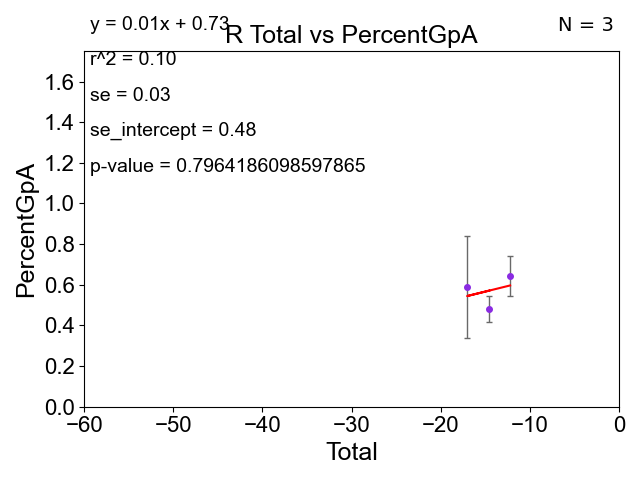 y = 0.01x + 0.73
N = 3
R Total vs PercentGpA
r^2 = 0.10
se = 0.03
se_intercept = 0.48
p-value = 0.7964186098597865
PercentGpA
1.6
1.4
1.2
1.0
0.8
0.6
0.4
0.2
0.0
−60 −50 −40 −30 −20 −10 0
Total